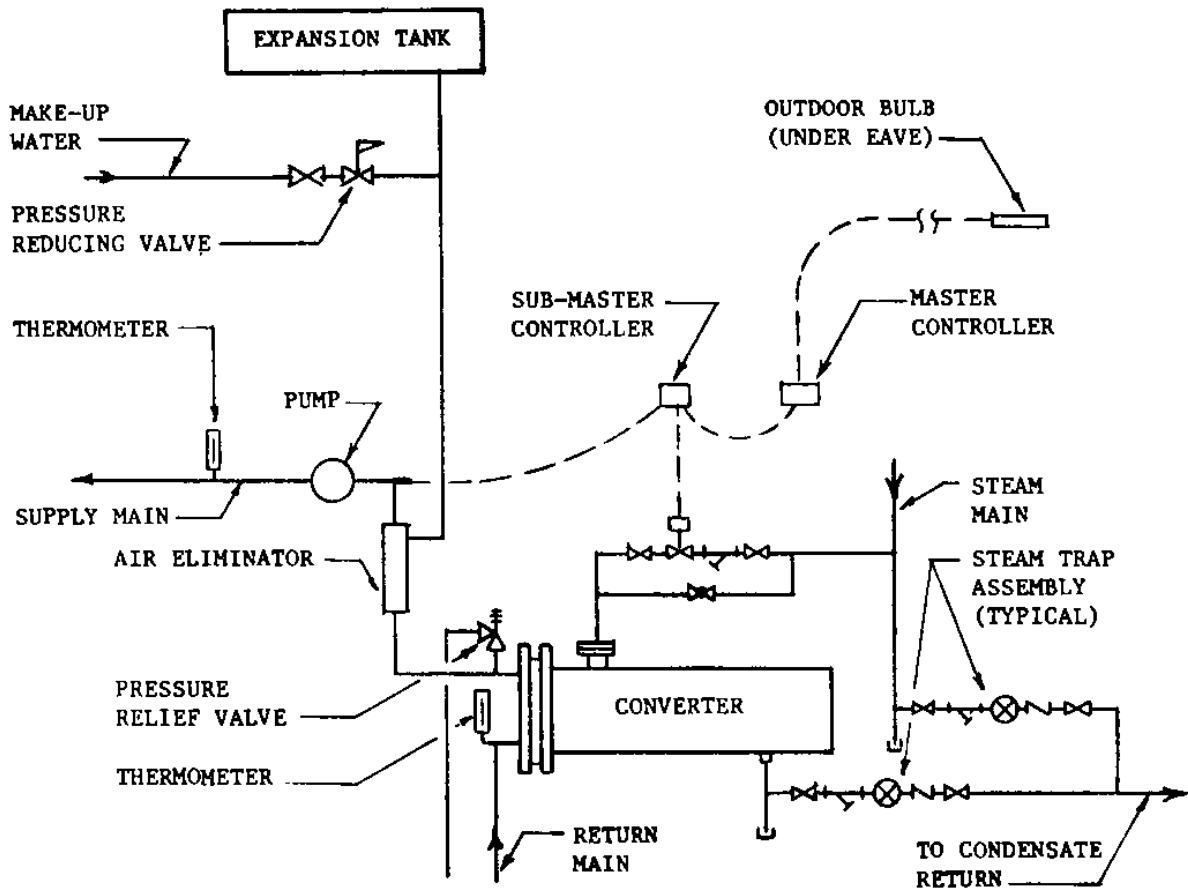 EXPANSION TANK
MAKE-UP
WATER
OUTDOOR BULB
(UNDER EAVE)
PRESSURE
REDUCING VALVE
SUB-MASTER
CONTROLLER
MASTER
CONTROLLER
THERMOMETER
PUMP
STEAM
MAIN
SUPPLY MAIN
AIR ELIMINATOR
STEAM TRAP
ASSEMBLY
(TYPICAL)
PRESSURE
RELIEF VALVE
CONVERTER
THERMOMETER
RETURN
MAIN
TO CONDENSATE
RETURN